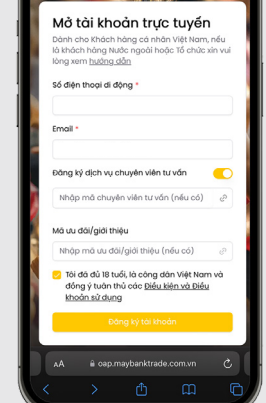 Mở tài khoản trực tuyến
Dành cho Khách hàng cá nhân Việt Nam, nếu
là khách hàng Nước ngoài hoặc Tổ chức xin vui
lòng xem hướng dẫn
Số điện thoại di động *
Email *
Đăng ký dịch vụ chuyên viên tư vấn
Nhập mã chuyên viên tư vấn (nếu có)
Mã ưu đãi/giới thiệu
Nhập mã ưu đãi/giới thiệu (nếu có)
Tôi đã đủ 18 tuổi, là công dân Việt Nam và
đồng ý tuân thủ các Điều kiện và Điều
khoản sử dụng
Đăng ký tài khoản
AA oap.maybanktrade.com.vn